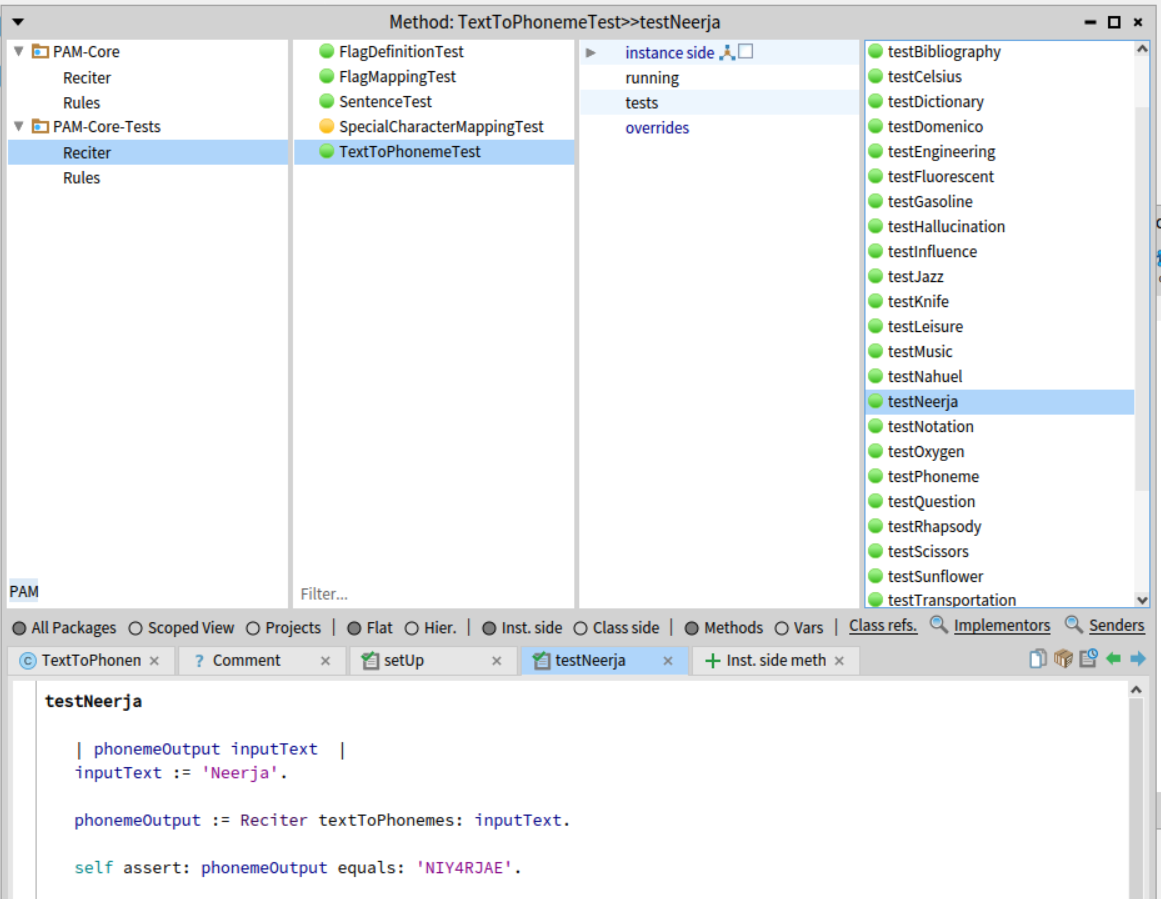 Method: TextToPhonemeTest>>testNeerja
PAM-Core
Reciter
Rules
PAM-Core-Tests
Reciter
Rules
PAM
FlagDefinitionTest
FlagMappingTest
SentenceTest
SpecialCharacterMappingTest
TextToPhonemeTest
Filter...
instance side
running
tests
overrides
testBibliography
testCelsius
testDictionary
testDomenico
testEngineering
testFluorescent
testGasoline
testHallucination
testInfluence
testJazz
testKnife
testLeisure
testMusic
testNahuel
testNeerja
testNotation
testOxygen
testPhoneme
testQuestion
testRhapsody
testScissors
testSunflower
testTransportation
All Packages Scoped View Projects | Flat Hier. | Inst. side Class side | Methods Vars | Class refs. Implementors Senders
TextToPhonen × ? Comment × setUp × testNeerja × + Inst. side meth ×
testNeerja
| phonemeOutput inputText |
inputText := 'Neerja'.
phonemeOutput := Reciter textToPhonemes: inputText.
self assert: phonemeOutput equals: 'NIY4RJAE'.